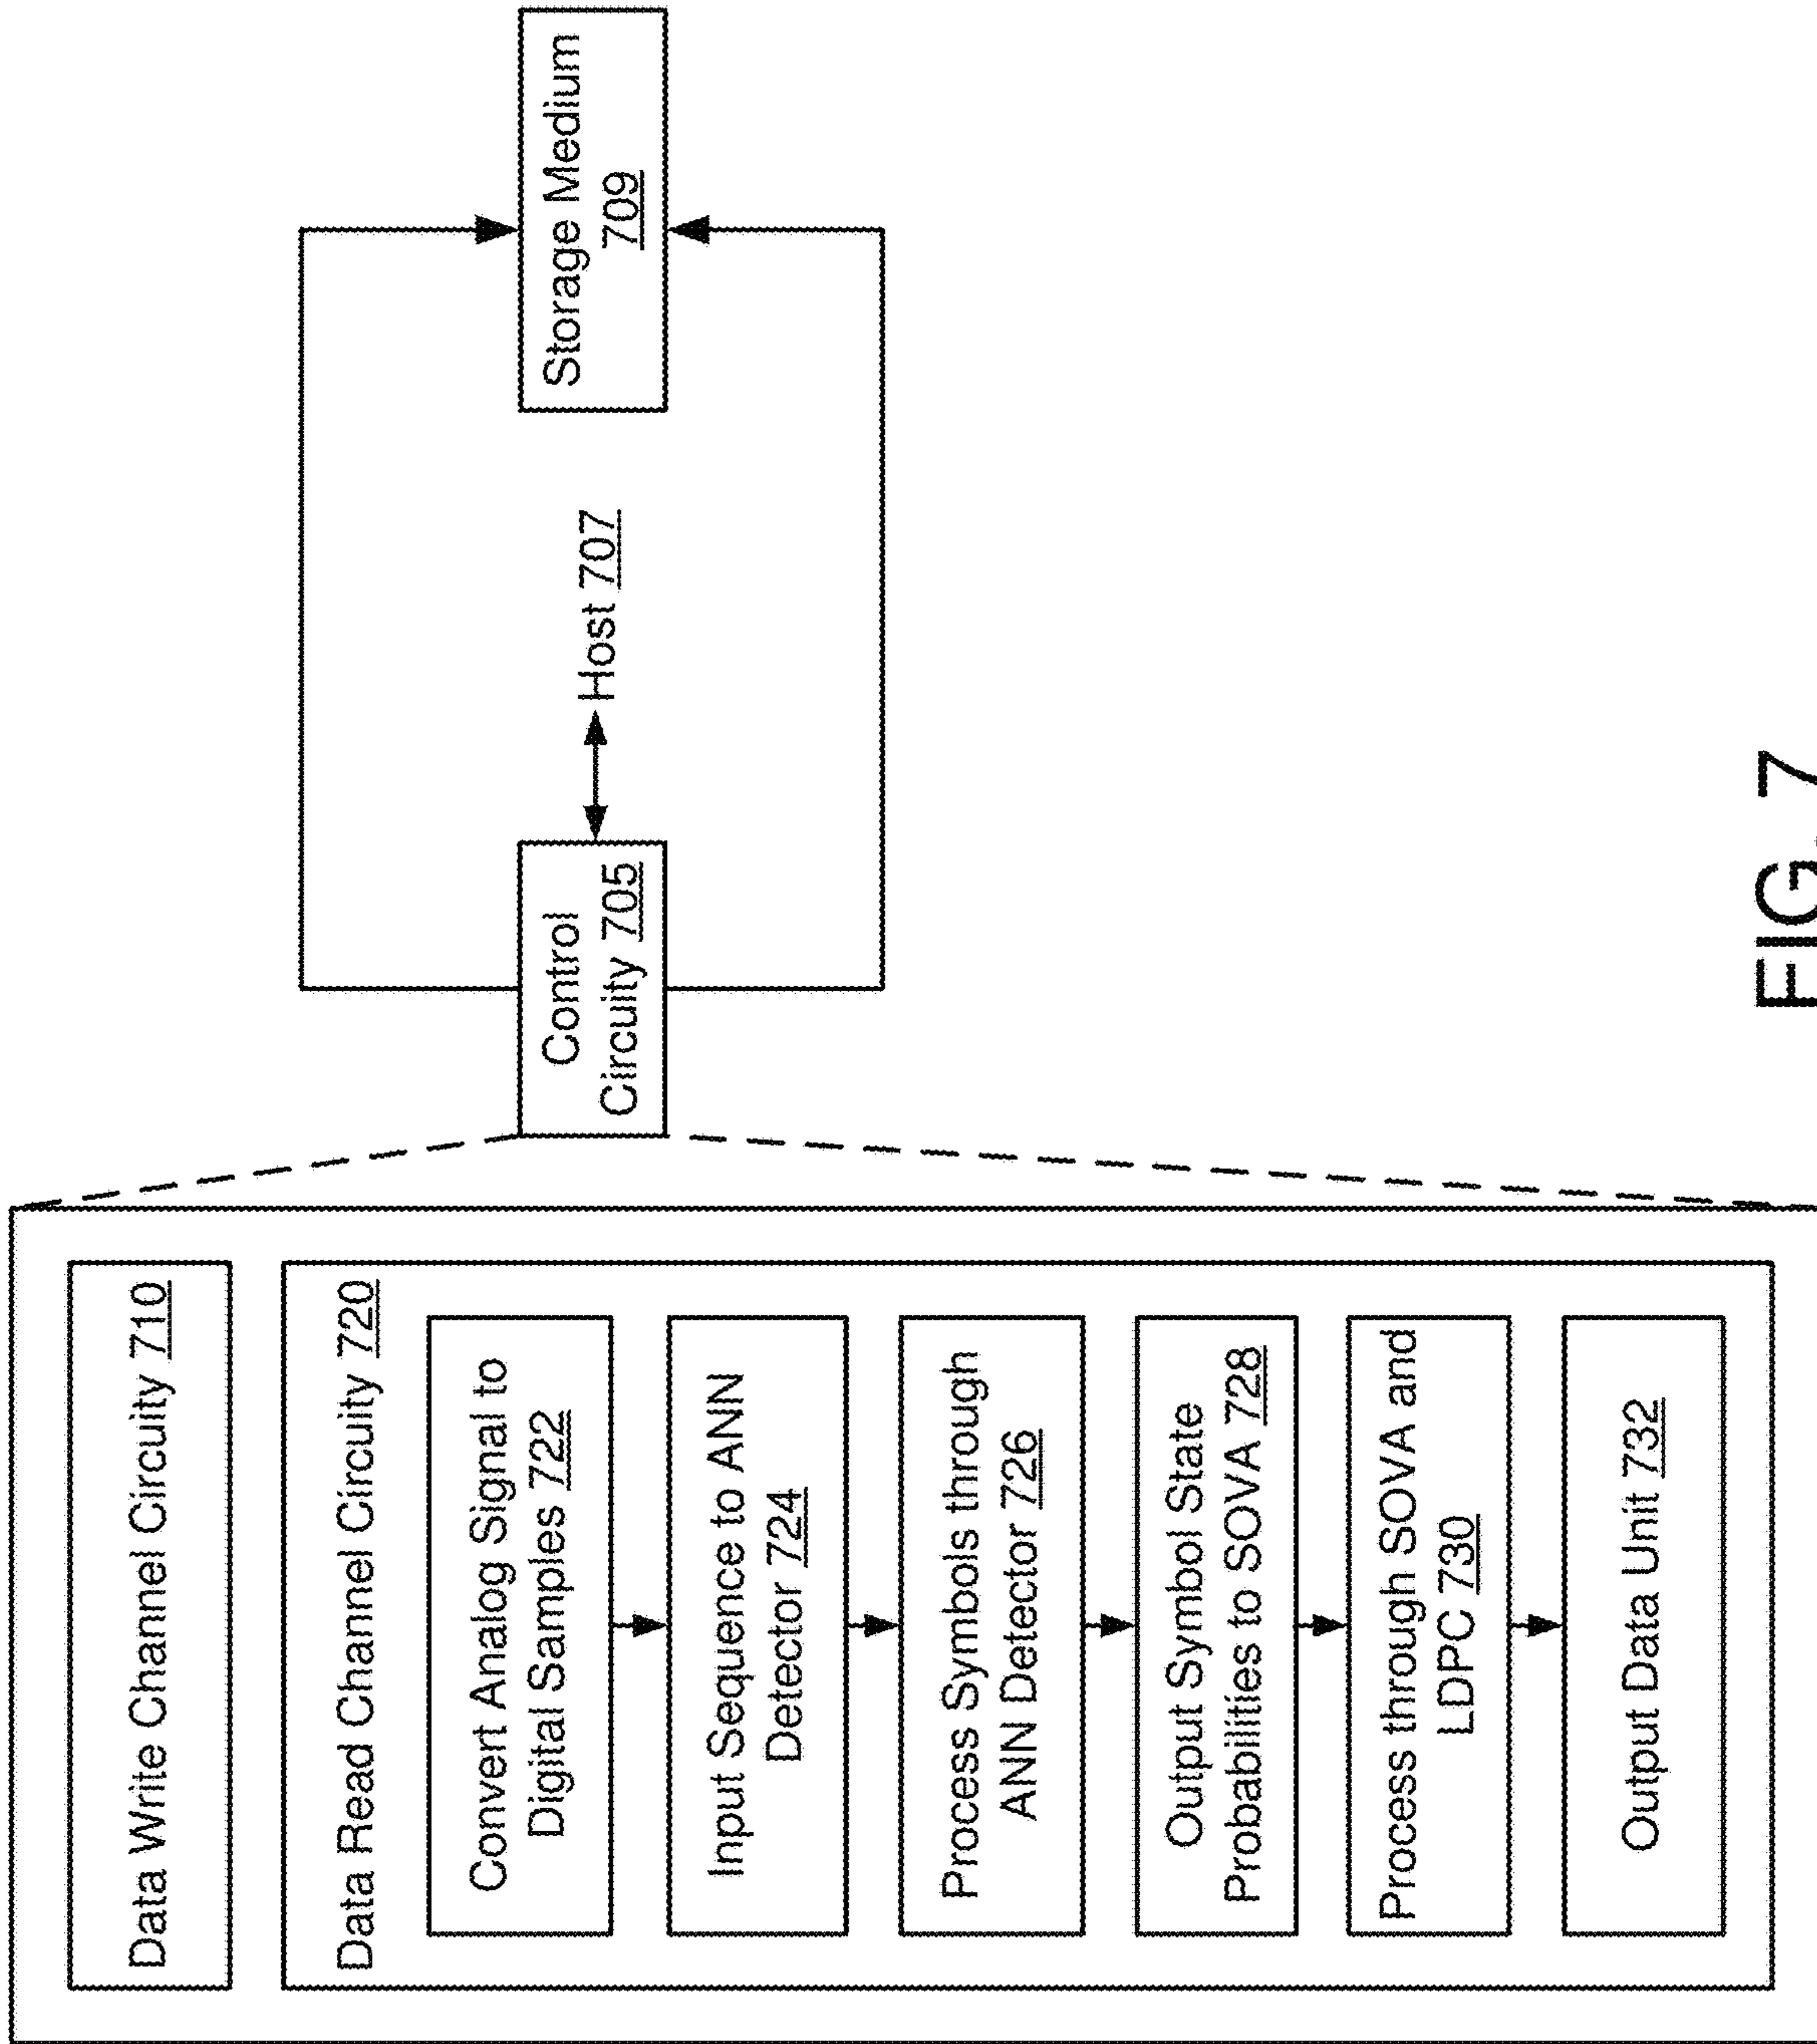 Data Write Channel Circuity 710
Data Read Channel Circuity 720
Convert Analog Signal to
Digital Samples 722
Input Sequence to ANN
Detector 724
Process Symbols through
ANN Detector 726
Output Symbol State
Probabilities to SOVA 728
Process through SOVA and
LDPC 730
Output Data Unit 732
Control
Circuity 705
Host 707
Storage Medium
709
FIG. 7